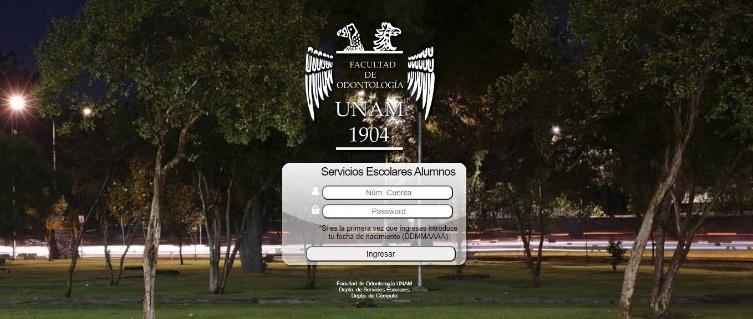 FACULTAD
DE
ODONTOLOGÍA
UNAM
1904
Servicios Escolares Alumnos
Núm. Cuenta
Password
*Si es la primera vez que ingresas introduce
tu fecha de nacimiento (DDMMAAAA)
Ingresar
Facultad de Odontología UNAM
Depto. de Servicios Escolares
Depto. de Cómputo